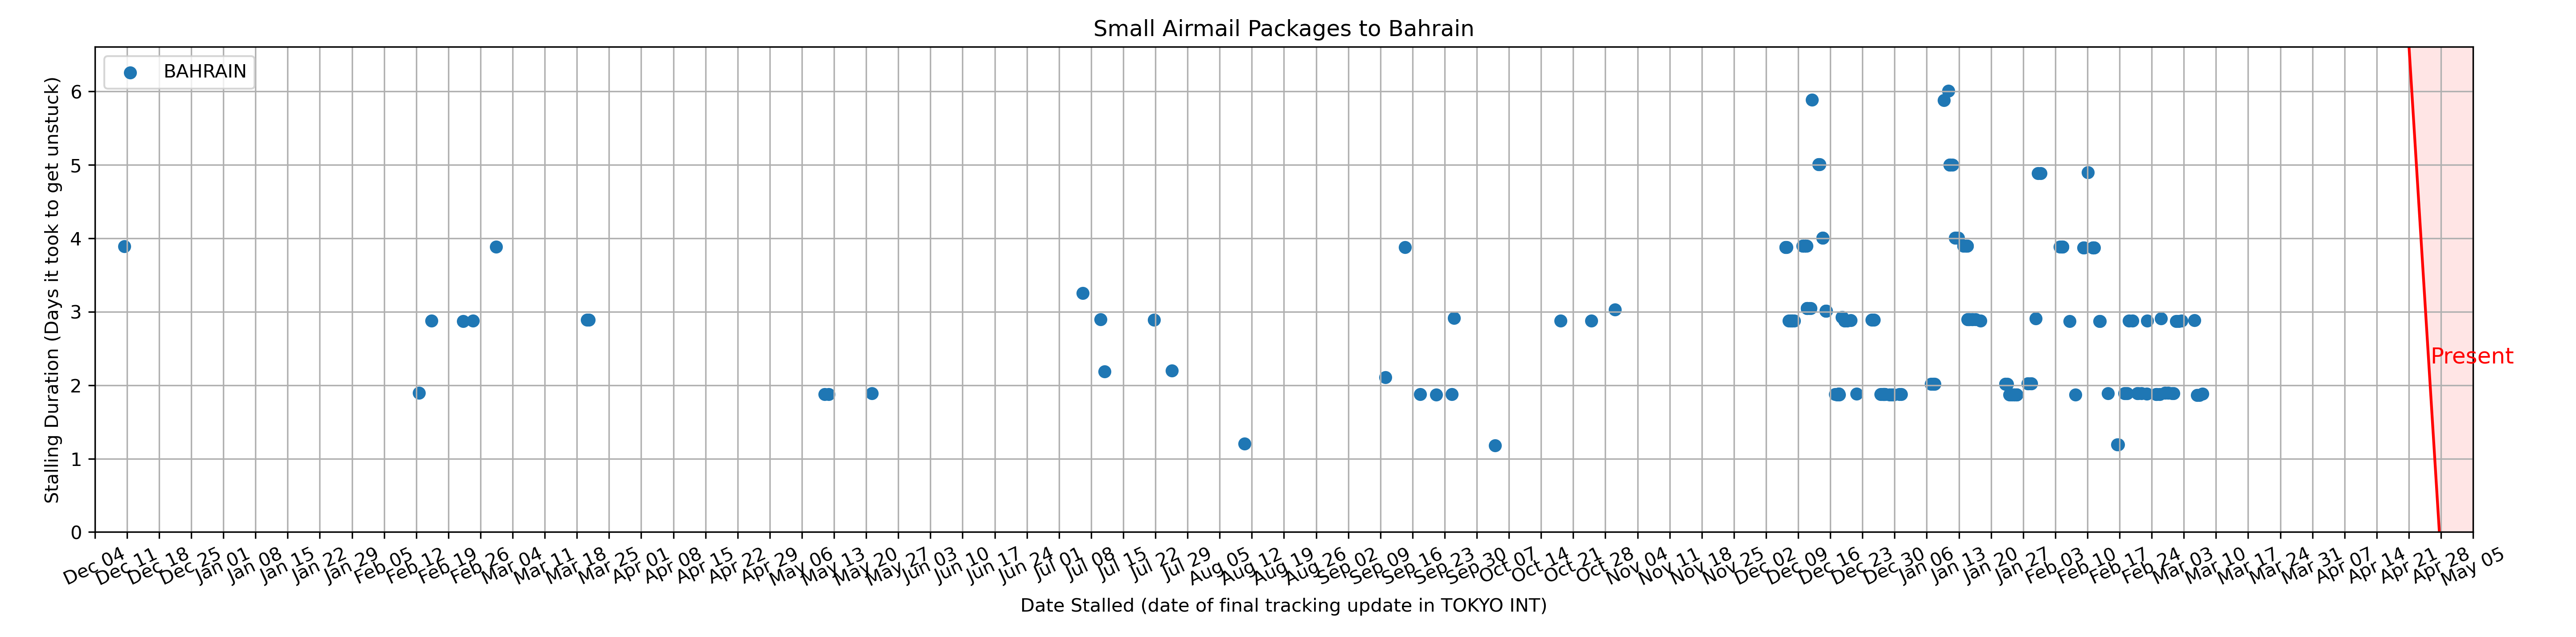 Small Airmail Packages to Bahrain
BAHRAIN
Stalling Duration (Days it took to get unstuck)
6
5
4
3
2
1
0
Present
Dec 04
Dec 11
Dec 18
Dec 25
Jan 01
Jan 08
Jan 15
Jan 22
Jan 29
Feb 05
Feb 12
Feb 19
Feb 26
Mar 04
Mar 11
Mar 18
Mar 25
Apr 01
Apr 08
Apr 15
Apr 22
Apr 29
May 06
May 13
May 20
May 27
Jun 03
Jun 10
Jun 17
Jun 24
Jul 01
Jul 08
Jul 15
Jul 22
Jul 29
Aug 05
Aug 12
Aug 19
Aug 26
Sep 02
Sep 09
Sep 16
Sep 23
Sep 30
Oct 07
Oct 14
Oct 21
Oct 28
Nov 04
Nov 11
Nov 18
Nov 25
Dec 02
Dec 09
Dec 16
Dec 23
Dec 30
Jan 06
Jan 13
Jan 20
Jan 27
Feb 03
Feb 10
Feb 17
Feb 24
Mar 03
Mar 10
Mar 17
Mar 24
Mar 31
Apr 07
Apr 14
Apr 21
Apr 28
May 05
Date Stalled (date of final tracking update in TOKYO INT)